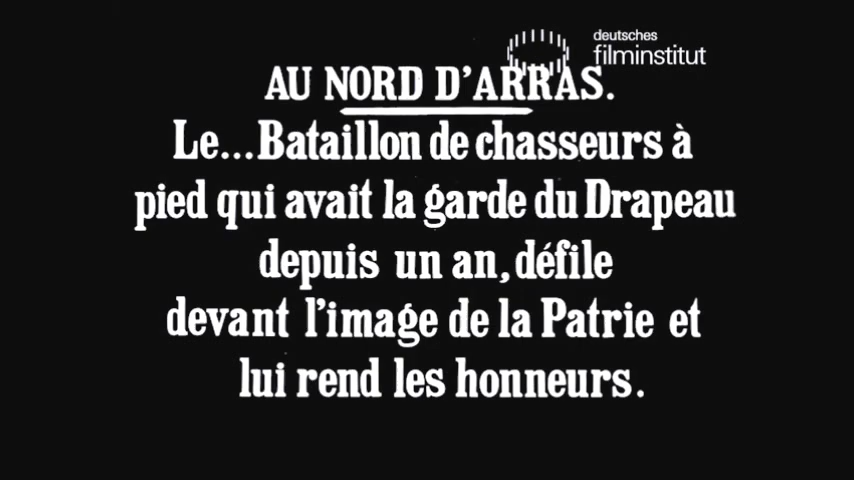 deutsches
filminstitut
AU NORD D'ARRAS.
Le...Bataillon de chasseurs à
pied qui avait la garde du Drapeau
depuis un an, défile
devant l'image de la Patrie et
lui rend les honneurs.